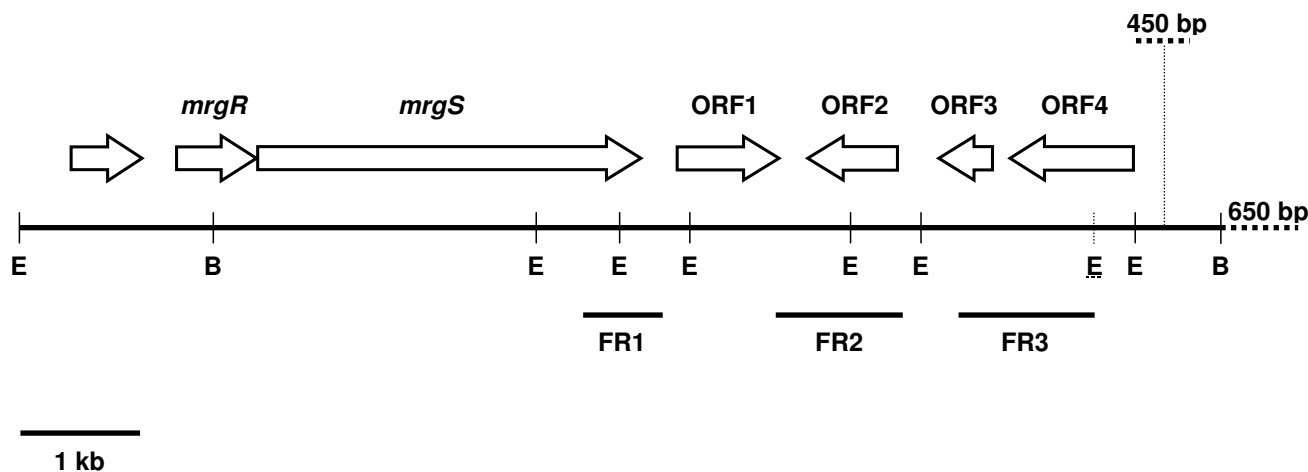 450 bp
mrgR mrgS ORF1 ORF2 ORF3 ORF4
650 bp
E B E E E E E E E B
FR1 FR2 FR3
1 kb